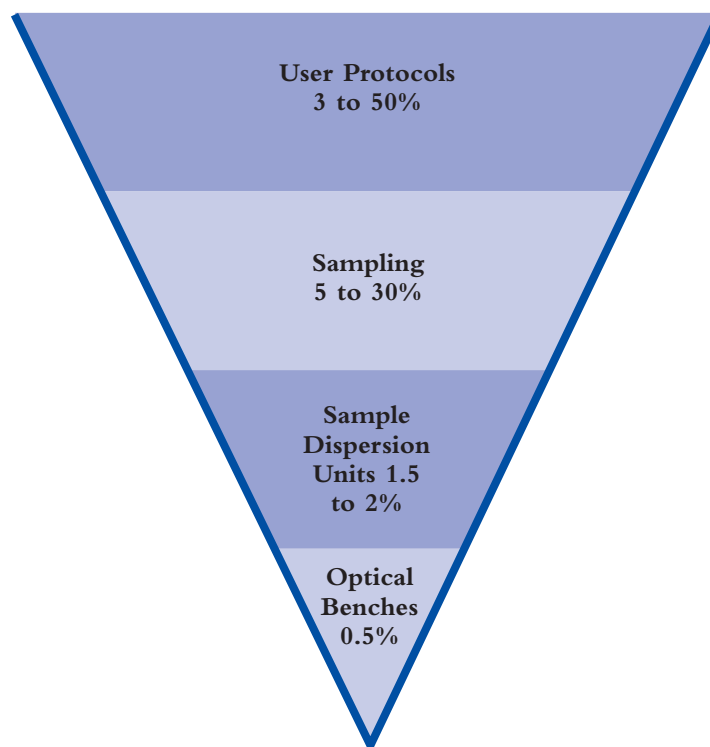 User Protocols
3 to 50%
Sampling
5 to 30%
Sample
Dispersion
Units 1.5
to 2%
Optical
Benches
0.5%